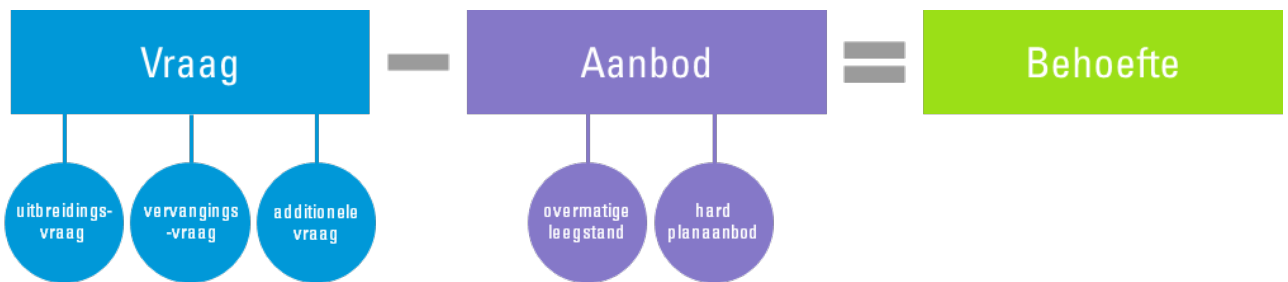 Vraag
Aanbod
Behoefte
uitbreidings-
vraag
vervangings
-vraag
additionele
vraag
overmatige
leegstand
hard
planaanbod